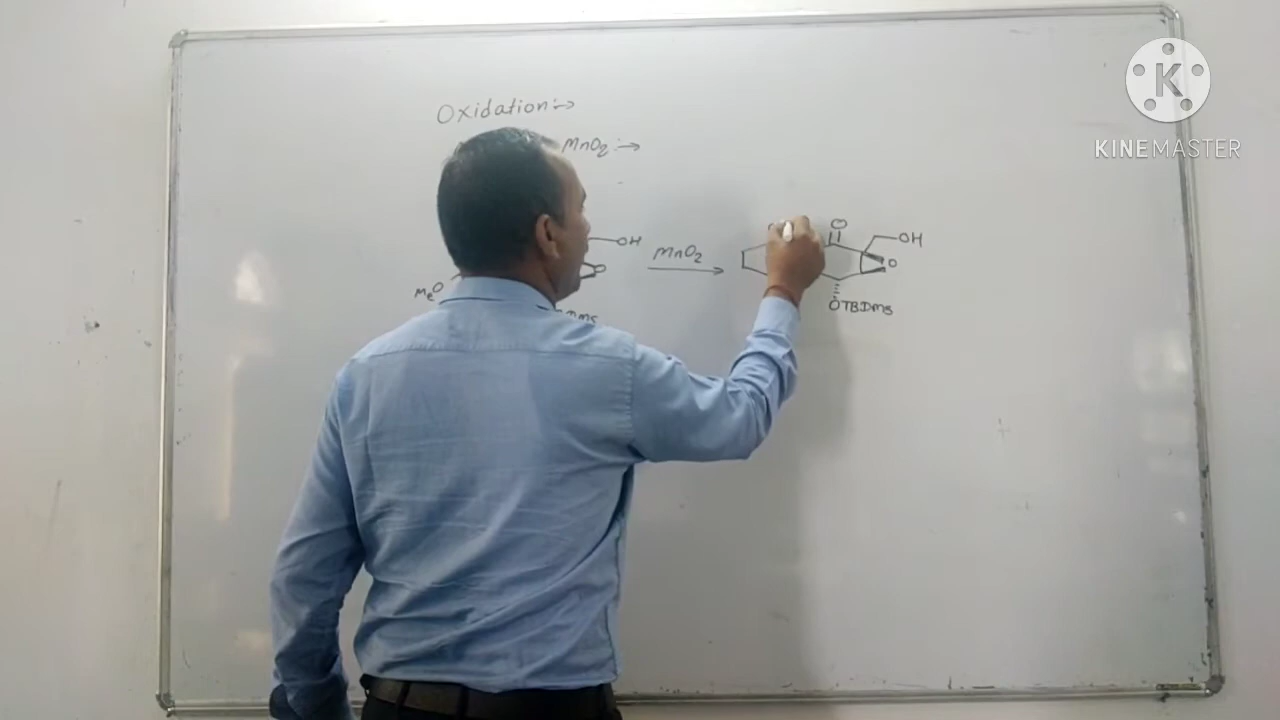 Oxidation :→
MnO2 :→
K
KINEMASTER
OH
MeO
O
MnO2
O
OH
O
OTBDMS